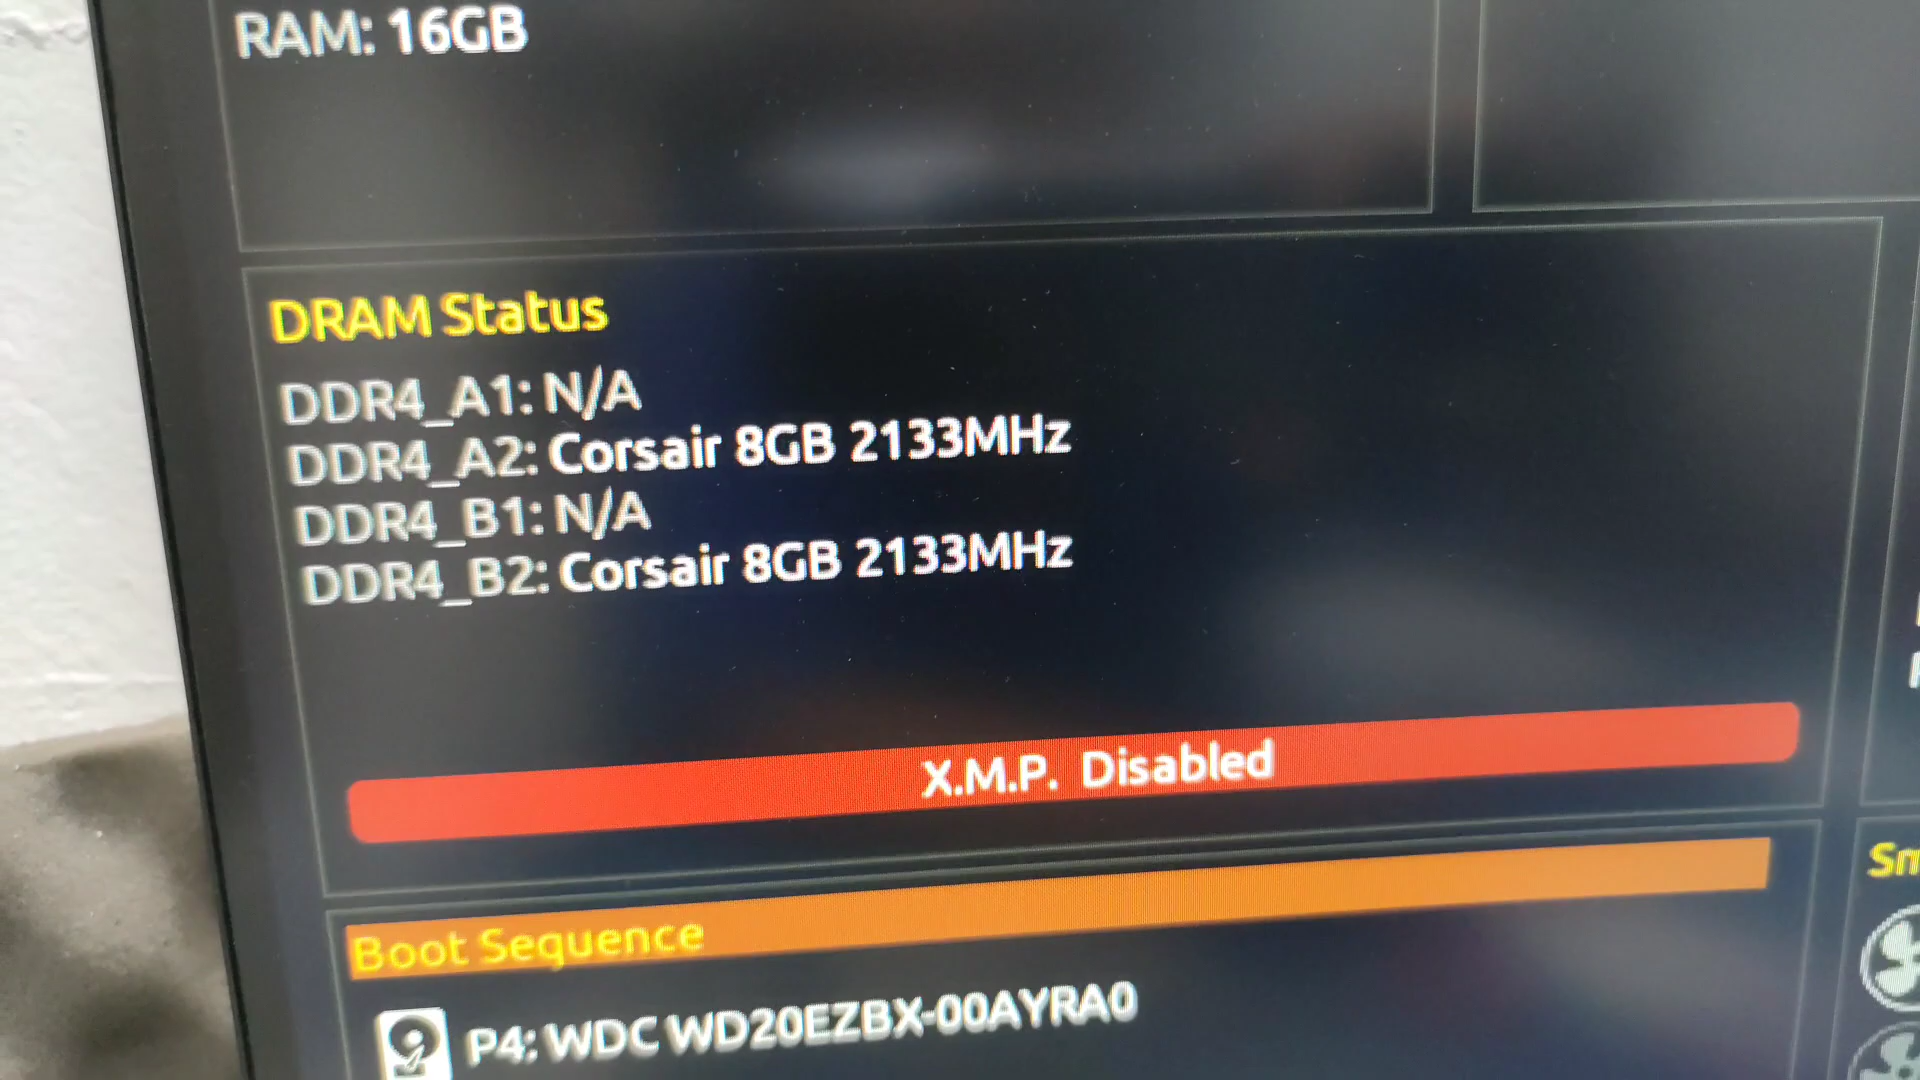 RAM: 16GB
DRAM Status
DDR4_A1: N/A
DDR4_A2: Corsair 8GB 2133MHz
DDR4_B1: N/A
DDR4_B2: Corsair 8GB 2133MHz
X.M.P. Disabled
Boot Sequence
P4: WDC WD20EZBX-00AYRA0